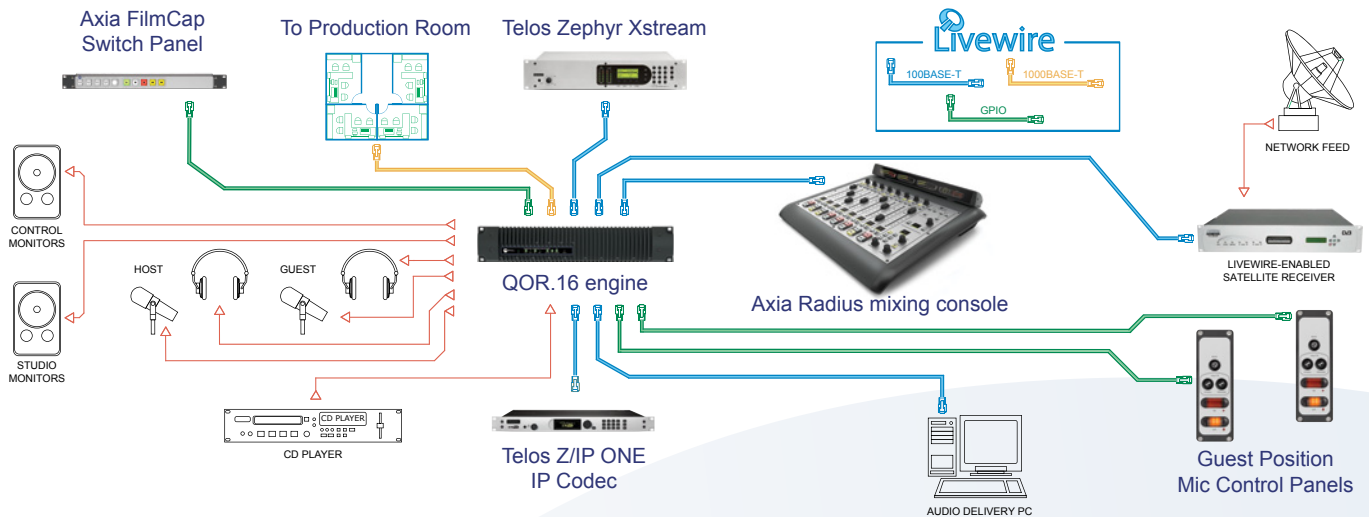 Axia FilmCap
Switch Panel
To Production Room
Telos Zephyr Xstream
Livewire
100BASE-T
1000BASE-T
GPIO
NETWORK FEED
CONTROL
MONITORS
HOST
GUEST
QOR.16 engine
Axia Radius mixing console
LIVEWIRE-ENABLED
SATELLITE RECEIVER
STUDIO
MONITORS
CD PLAYER
CD PLAYER
Telos Z/IP ONE
IP Codec
AUDIO DELIVERY PC
Guest Position
Mic Control Panels